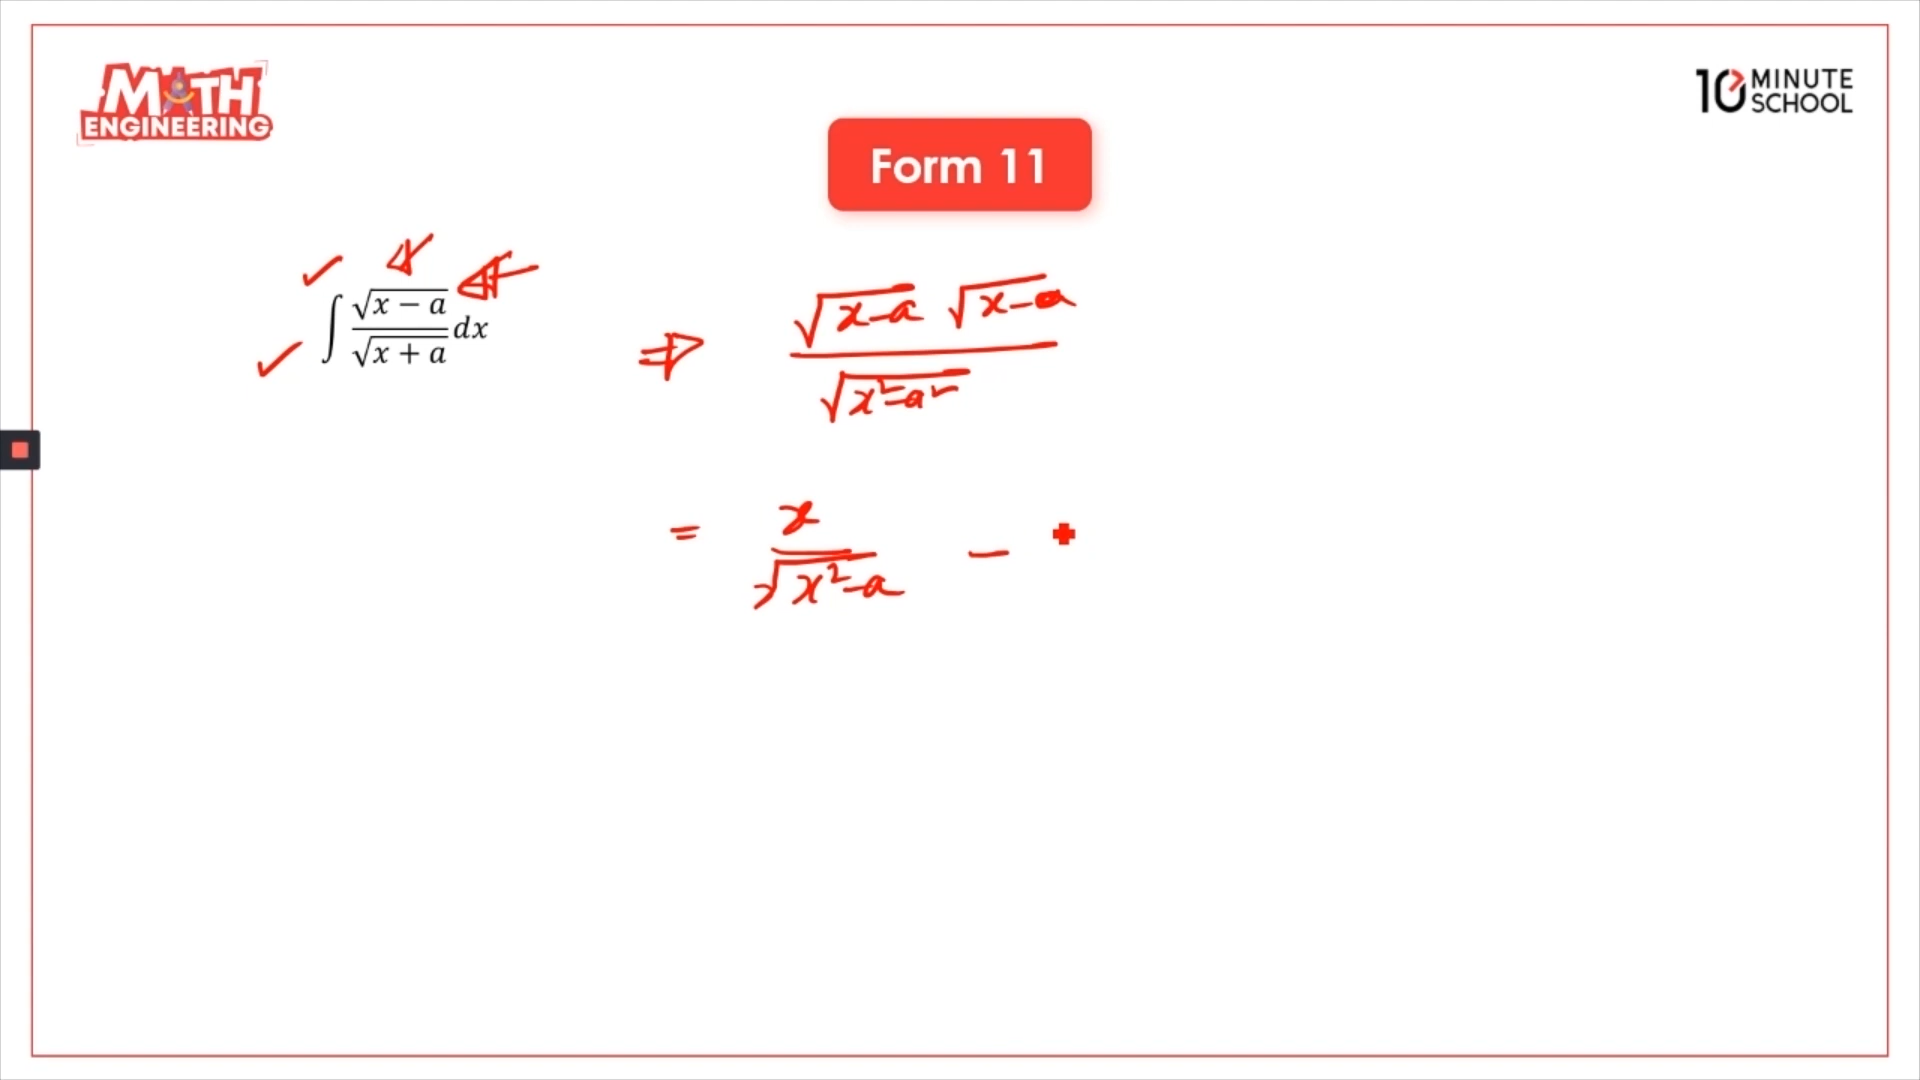 MATH
ENGINEERING
10 MINUTE
SCHOOL
Form 11
∫ √(x − a) / √(x + a) dx
⇒ √(x-a) √(x-a) / √(x²-a²)
= x / √(x²-a) −